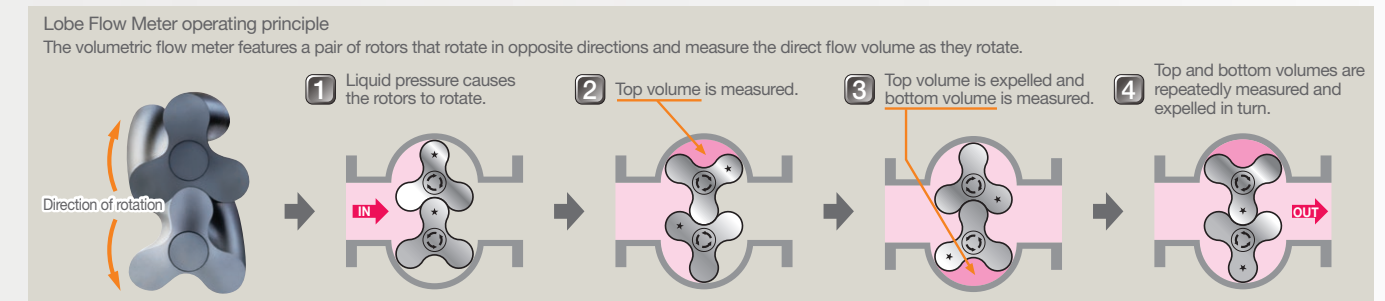 Lobe Flow Meter operating principle
The volumetric flow meter features a pair of rotors that rotate in opposite directions and measure the direct flow volume as they rotate.
1
Liquid pressure causes
the rotors to rotate.
2
Top volume is measured.
3
Top volume is expelled and
bottom volume is measured.
4
Top and bottom volumes are
repeatedly measured and
expelled in turn.
Direction of rotation
IN
OUT